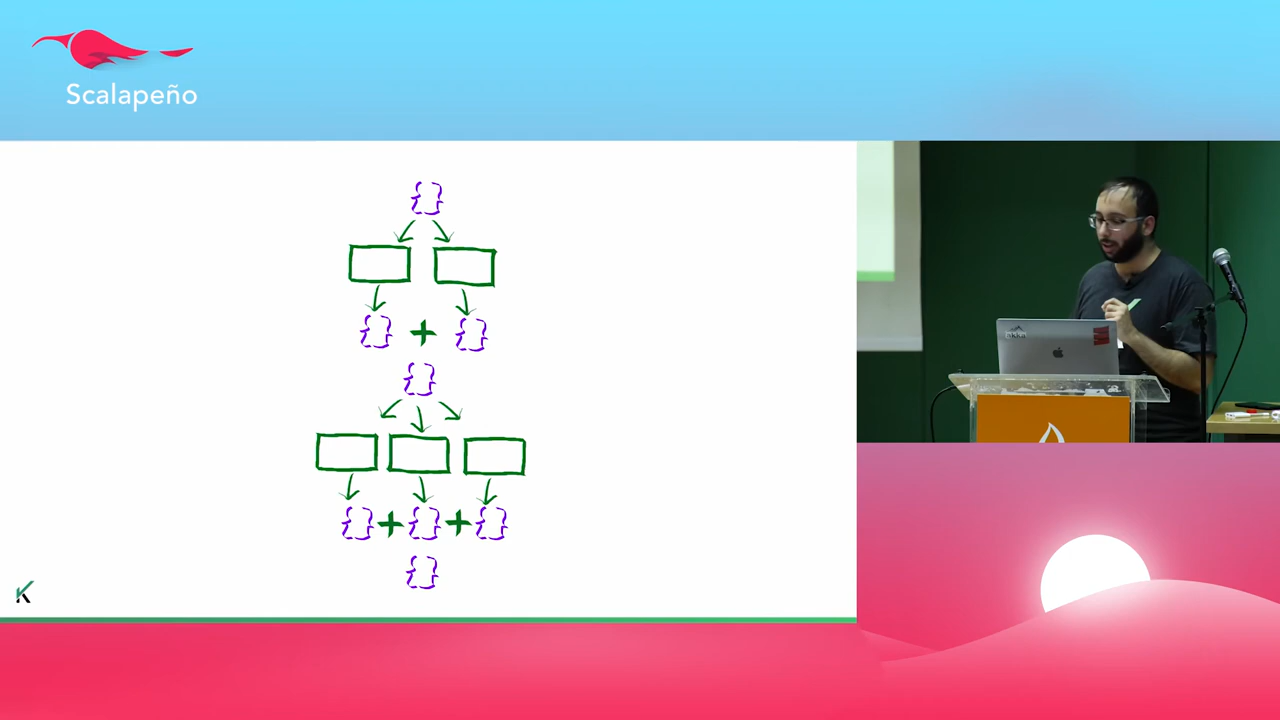 Scalapeño
{}
{} + {}
{}
{} + {} + {}
{}
K